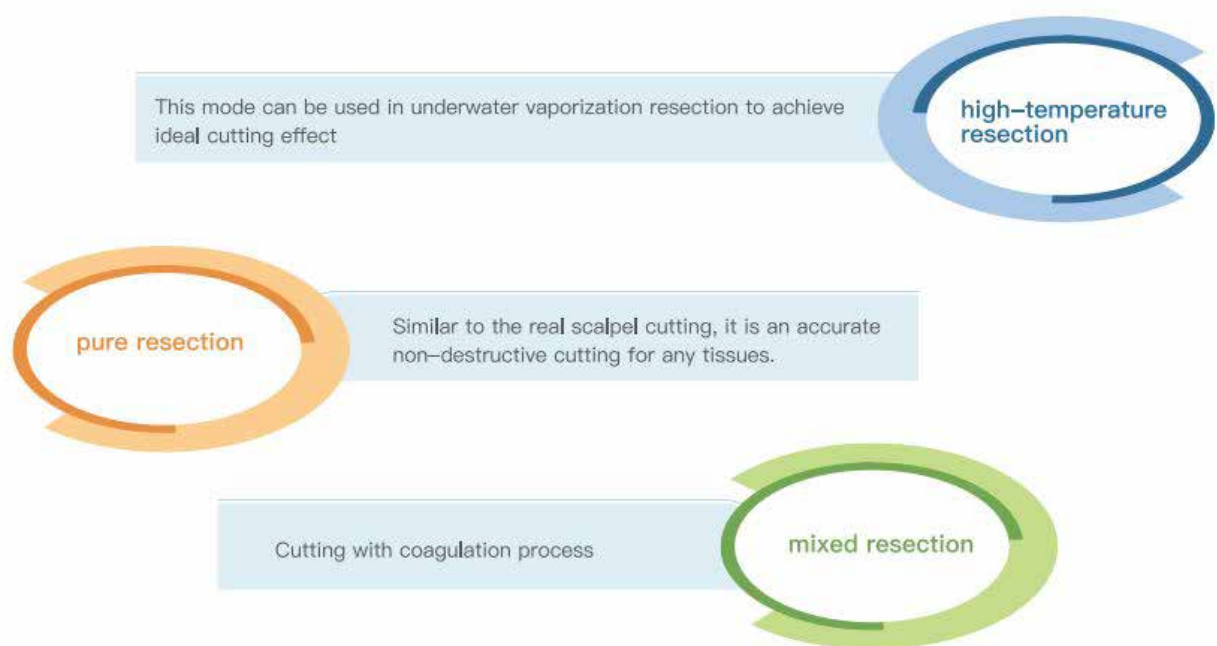 This mode can be used in underwater vaporization resection to achieve
ideal cutting effect
high-temperature
resection
pure resection
Similar to the real scalpel cutting, it is an accurate
non-destructive cutting for any tissues.
Cutting with coagulation process
mixed resection